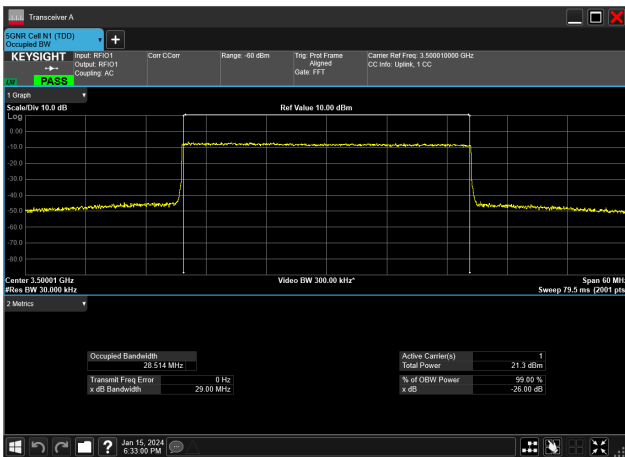 Transceiver A
5GNR Cell N1 (TDD)
Occupied BW
KEYSIGHT
PASS
Input: RFIO1
Output: RFIO1
Coupling: AC
Corr CCorr
Range: -60 dBm
Trig: Prot Frame
Aligned
Gate: FFT
Carrier Ref Freq: 3.500010000 GHz
CC Info: Uplink, 1 CC
1 Graph
Scale/Div 10.0 dB
Ref Value 10.00 dBm
Log
0.00
-10.0
-20.0
-30.0
-40.0
-50.0
-60.0
-70.0
-80.0
Center 3.50001 GHz
Video BW 300.00 kHz*
Span 60 MHz
#Res BW 30.000 kHz
Sweep 79.5 ms (2001 pts
2 Metrics
Occupied Bandwidth
28.514 MHz
Transmit Freq Error 0 Hz
x dB Bandwidth 29.00 MHz
Active Carrier(s) 1
Total Power 21.3 dBm
% of OBW Power 99.00 %
x dB -26.00 dB
Jan 15, 2024
6:33:00 PM